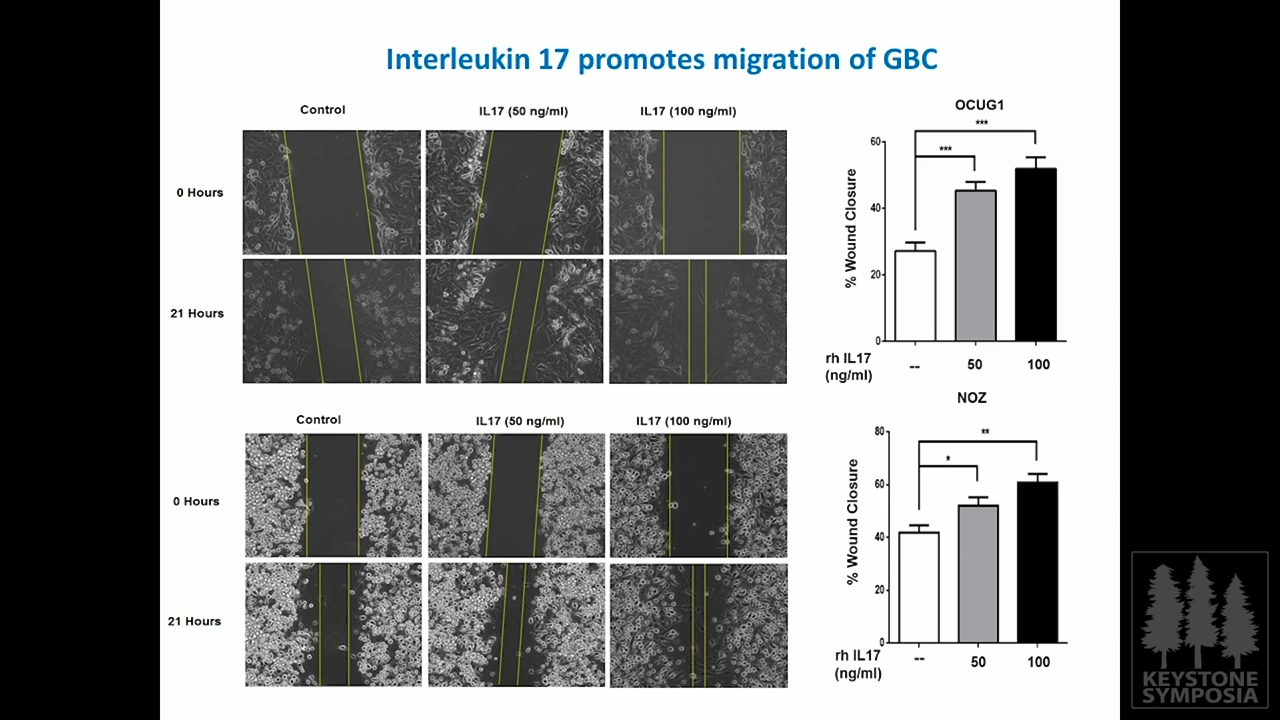 Interleukin 17 promotes migration of GBC
Control
IL17 (50 ng/ml)
IL17 (100 ng/ml)
0 Hours
21 Hours
OCUG1
***
***
60
40
20
0
% Wound Closure
rh IL17
(ng/ml)
--
50
100
Control
IL17 (50 ng/ml)
IL17 (100 ng/ml)
0 Hours
21 Hours
NOZ
**
*
80
60
40
20
0
% Wound Closure
rh IL17
(ng/ml)
--
50
100
KEYSTONE
SYMPOSIA